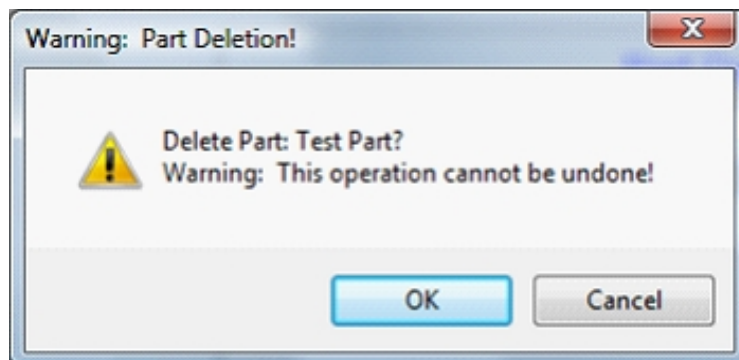 Warning: Part Deletion!
Delete Part: Test Part?
Warning: This operation cannot be undone!
OK
Cancel